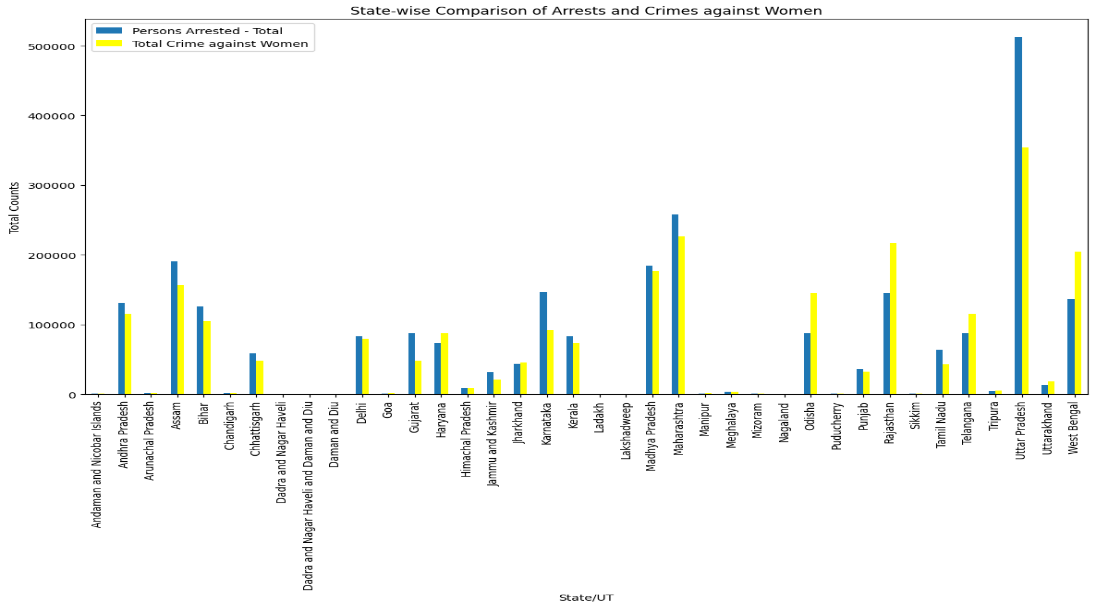 State-wise Comparison of Arrests and Crimes against Women
Persons Arrested - Total
Total Crime against Women
500000
400000
300000
200000
100000
0
Total Counts
Andaman and Nicobar Islands
Andhra Pradesh
Arunachal Pradesh
Assam
Bihar
Chandigarh
Chhattisgarh
Dadra and Nagar Haveli
Dadra and Nagar Haveli and Daman and Diu
Daman and Diu
Delhi
Goa
Gujarat
Haryana
Himachal Pradesh
Jammu and Kashmir
Jharkhand
Karnataka
Kerala
Ladakh
Lakshadweep
Madhya Pradesh
Maharashtra
Manipur
Meghalaya
Mizoram
Nagaland
Odisha
Puducherry
Punjab
Rajasthan
Sikkim
Tamil Nadu
Telangana
Tripura
Uttar Pradesh
Uttarakhand
West Bengal
State/UT